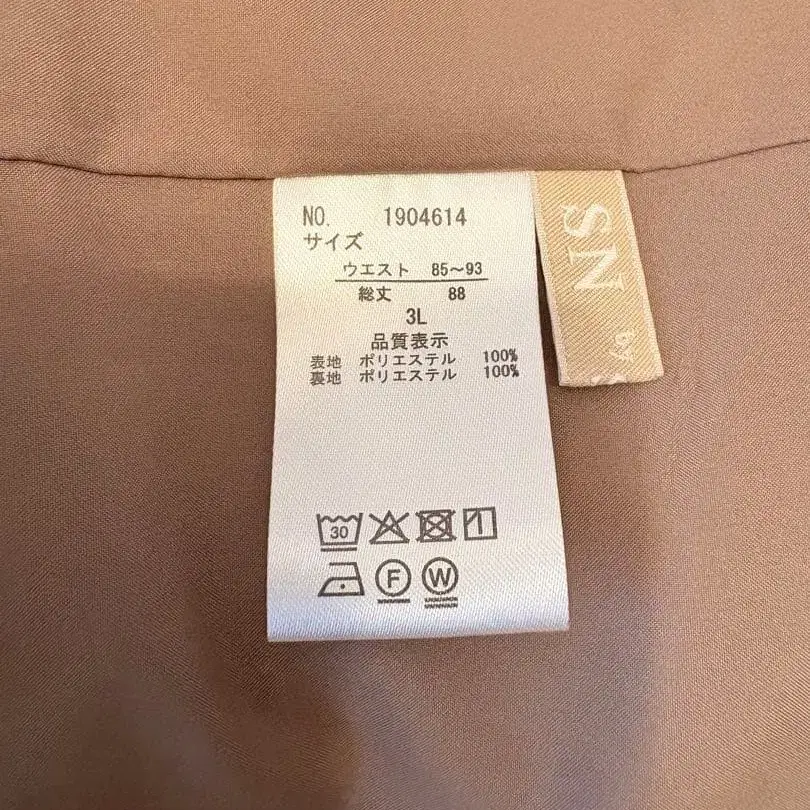 NO. 1904614
サイズ
ウエスト 85～93
総丈 88
3L
品質表示
表地 ポリエステル 100%
裏地 ポリエステル 100%
30
F W
SN